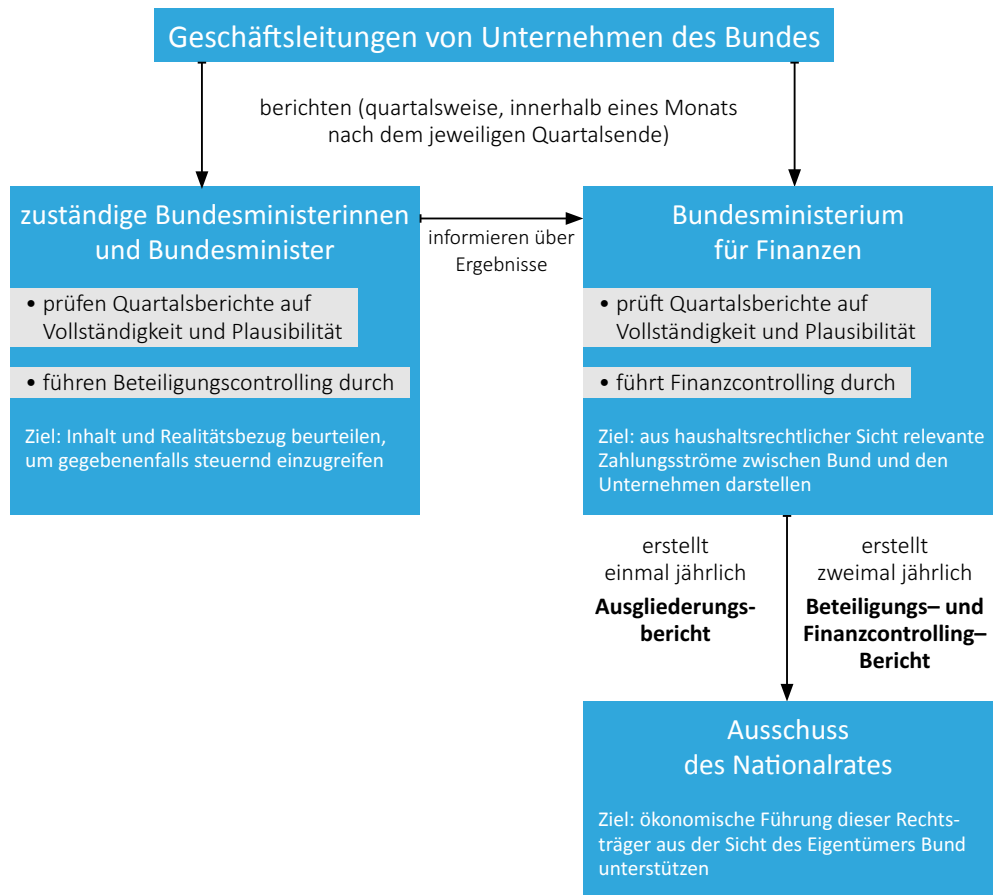 Geschäftsleitungen von Unternehmen des Bundes
berichten (quartalsweise, innerhalb eines Monats
nach dem jeweiligen Quartalsende)
zuständige Bundesministerinnen
und Bundesminister
• prüfen Quartalsberichte auf
Vollständigkeit und Plausibilität
• führen Beteiligungscontrolling durch
Ziel: Inhalt und Realitätsbezug beurteilen,
um gegebenenfalls steuernd einzugreifen
informieren über
Ergebnisse
Bundesministerium
für Finanzen
• prüft Quartalsberichte auf
Vollständigkeit und Plausibilität
• führt Finanzcontrolling durch
Ziel: aus haushaltsrechtlicher Sicht relevante
Zahlungsströme zwischen Bund und den
Unternehmen darstellen
erstellt
einmal jährlich
Ausgliederungs-
bericht
erstellt
zweimal jährlich
Beteiligungs– und
Finanzcontrolling–
Bericht
Ausschuss
des Nationalrates
Ziel: ökonomische Führung dieser Rechts-
träger aus der Sicht des Eigentümers Bund
unterstützen